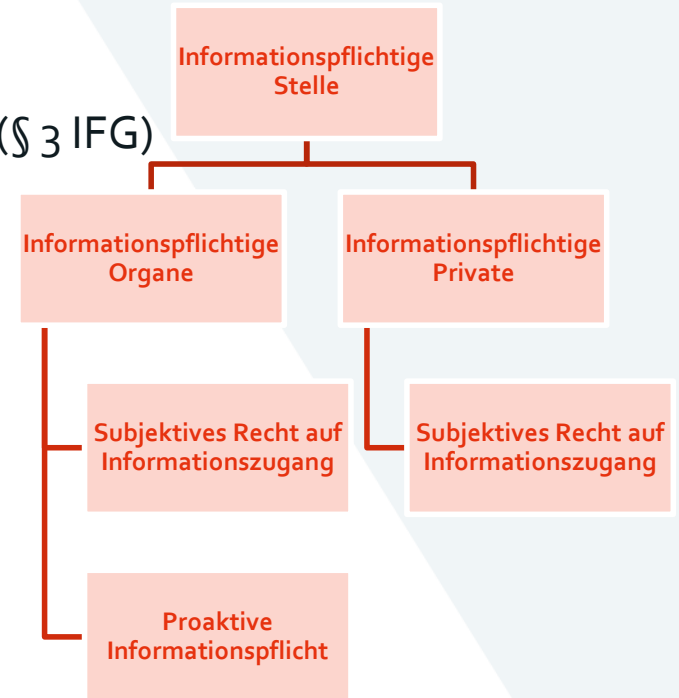 Informationspflichtige
Stelle
(§ 3 IFG)
Informationspflichtige
Organe
Informationspflichtige
Private
Subjektives Recht auf
Informationszugang
Subjektives Recht auf
Informationszugang
Proaktive
Informationspflicht